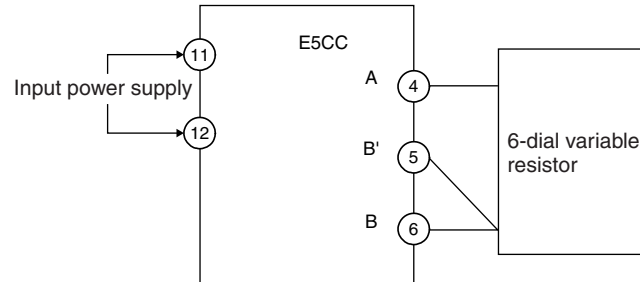 E5CC
11
Input power supply
12
A
4
B'
5
B
6
6-dial variable
resistor